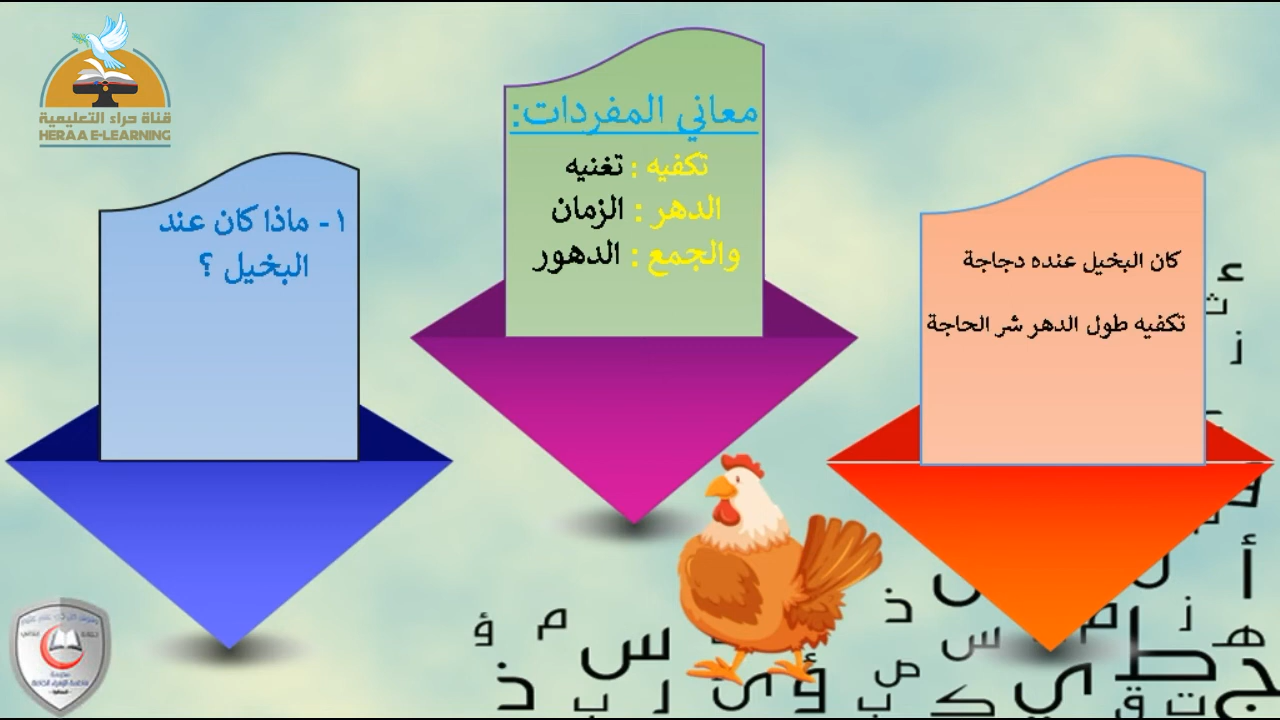 قناة حراء التعليمية
HERAA E-LEARNING
معاني المفردات:
تكفيه : تغنيه
الدهر : الزمان
والجمع : الدهور
كان البخيل عنده دجاجة
تكفيه طول الدهر شر الحاجة
١- ماذا كان عند
البخيل ؟